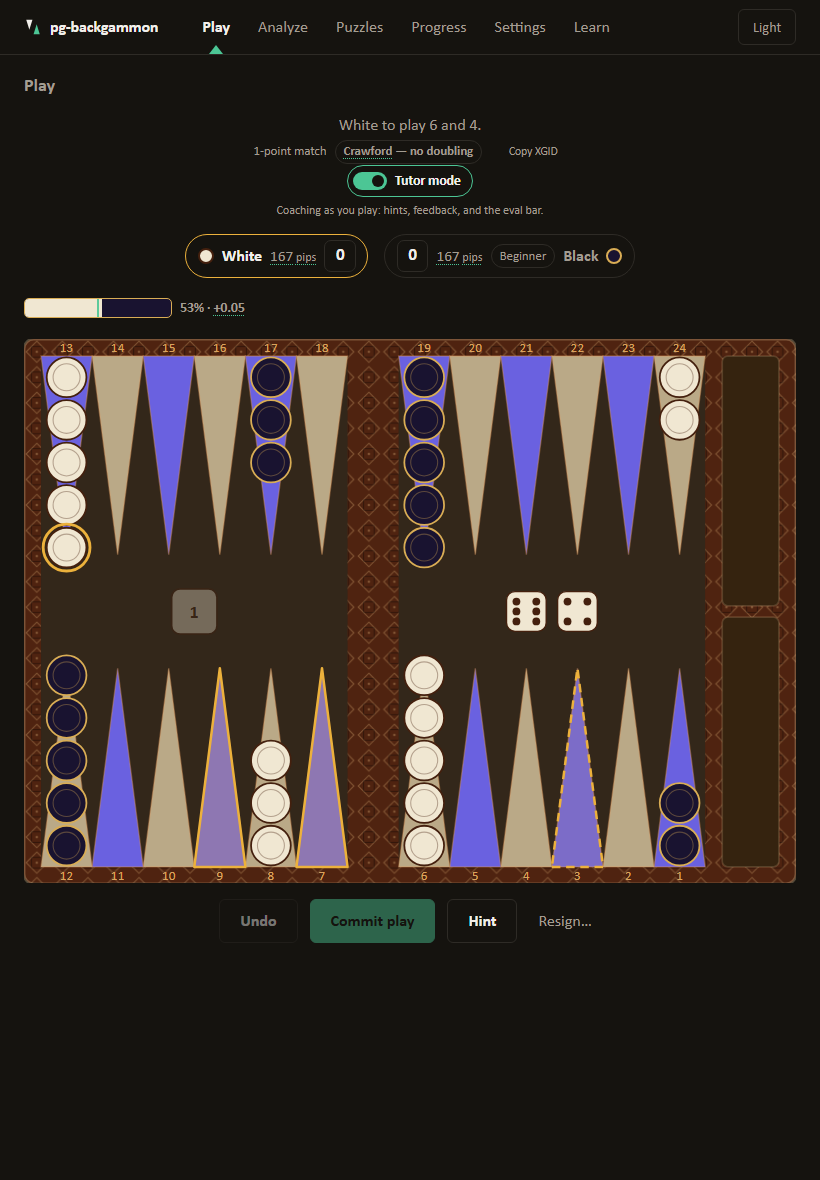 pg-backgammon Play Analyze Puzzles Progress Settings Learn Light
Play
White to play 6 and 4.
1-point match Crawford — no doubling Copy XGID
Tutor mode
Coaching as you play: hints, feedback, and the eval bar.
White 167 pips 0 0 167 pips Beginner Black
53% · +0.05
13 14 15 16 17 18 19 20 21 22 23 24
1
12 11 10 9 8 7 6 5 4 3 2 1
Undo Commit play Hint Resign...